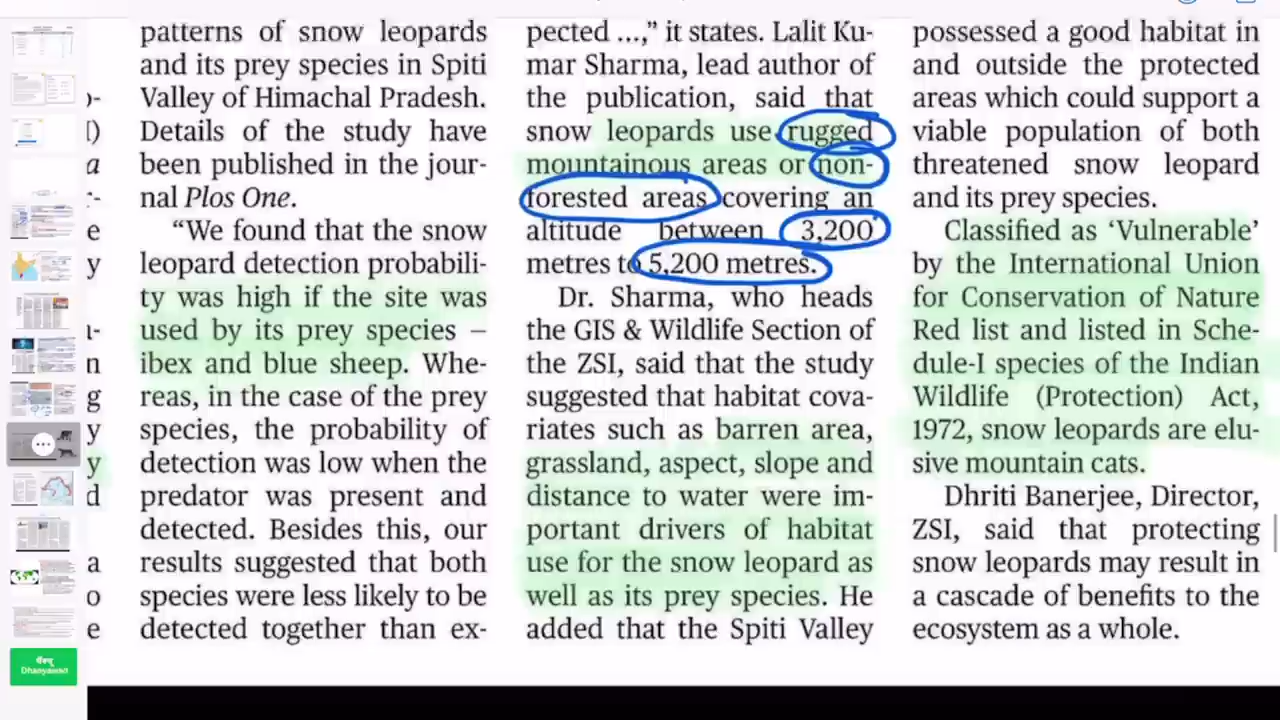 patterns of snow leopards
and its prey species in Spiti
Valley of Himachal Pradesh.
Details of the study have
been published in the jour-
nal Plos One.
“We found that the snow
leopard detection probabili-
ty was high if the site was
used by its prey species –
ibex and blue sheep. Whe-
reas, in the case of the prey
species, the probability of
detection was low when the
predator was present and
detected. Besides this, our
results suggested that both
species were less likely to be
detected together than ex-
pected ...,” it states. Lalit Ku-
mar Sharma, lead author of
the publication, said that
snow leopards use rugged
mountainous areas or non-
forested areas covering an
altitude between 3,200
metres to 5,200 metres.
Dr. Sharma, who heads
the GIS & Wildlife Section of
the ZSI, said that the study
suggested that habitat cova-
riates such as barren area,
grassland, aspect, slope and
distance to water were im-
portant drivers of habitat
use for the snow leopard as
well as its prey species. He
added that the Spiti Valley
possessed a good habitat in
and outside the protected
areas which could support a
viable population of both
threatened snow leopard
and its prey species.
Classified as ‘Vulnerable’
by the International Union
for Conservation of Nature
Red list and listed in Sche-
dule-I species of the Indian
Wildlife (Protection) Act,
1972, snow leopards are elu-
sive mountain cats.
Dhriti Banerjee, Director,
ZSI, said that protecting
snow leopards may result in
a cascade of benefits to the
ecosystem as a whole.
Dhanyawad